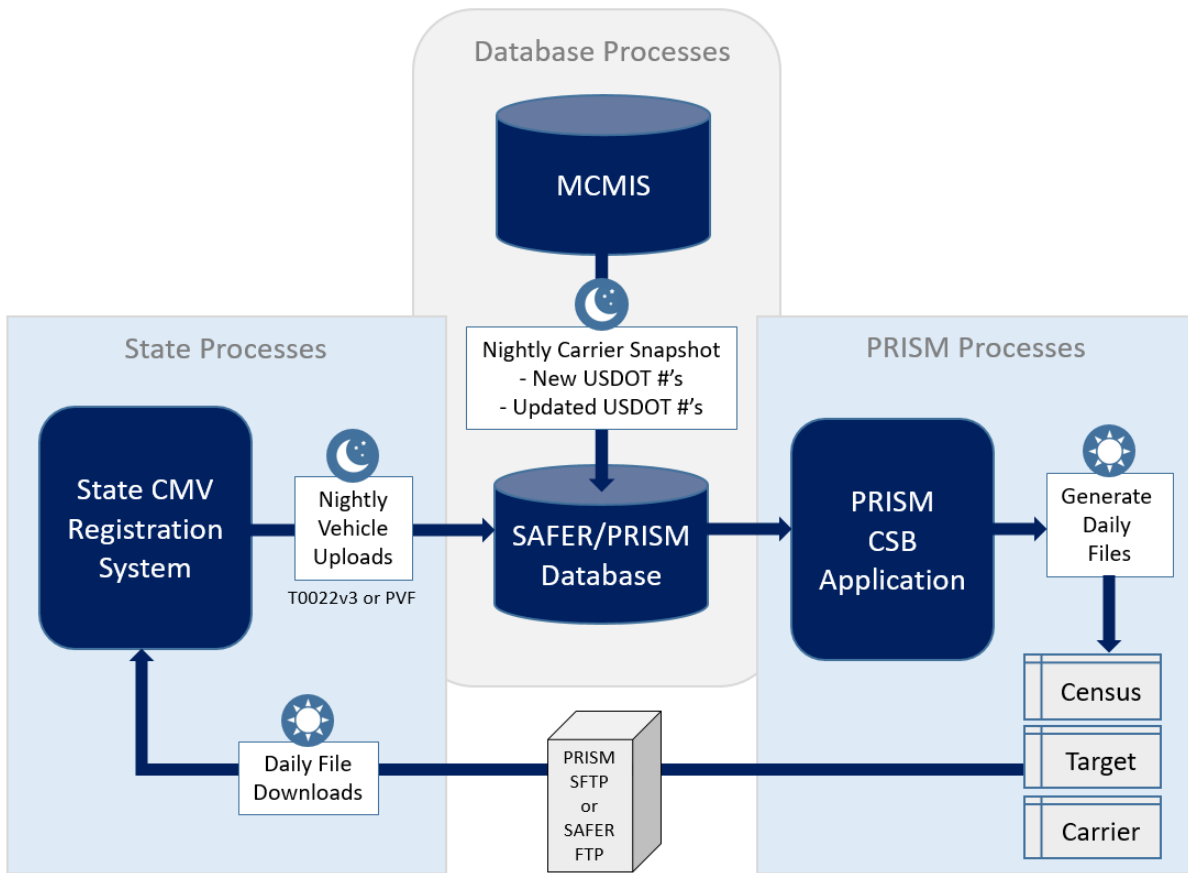 Database Processes
MCMIS
Nightly Carrier Snapshot
- New USDOT #'s
- Updated USDOT #'s
State Processes
State CMV
Registration
System
Nightly
Vehicle
Uploads
T0022v3 or PVF
SAFER/PRISM
Database
PRISM Processes
PRISM
CSB
Application
Generate
Daily
Files
Census
Target
Carrier
PRISM
SFTP
or
SAFER
FTP
Daily File
Downloads